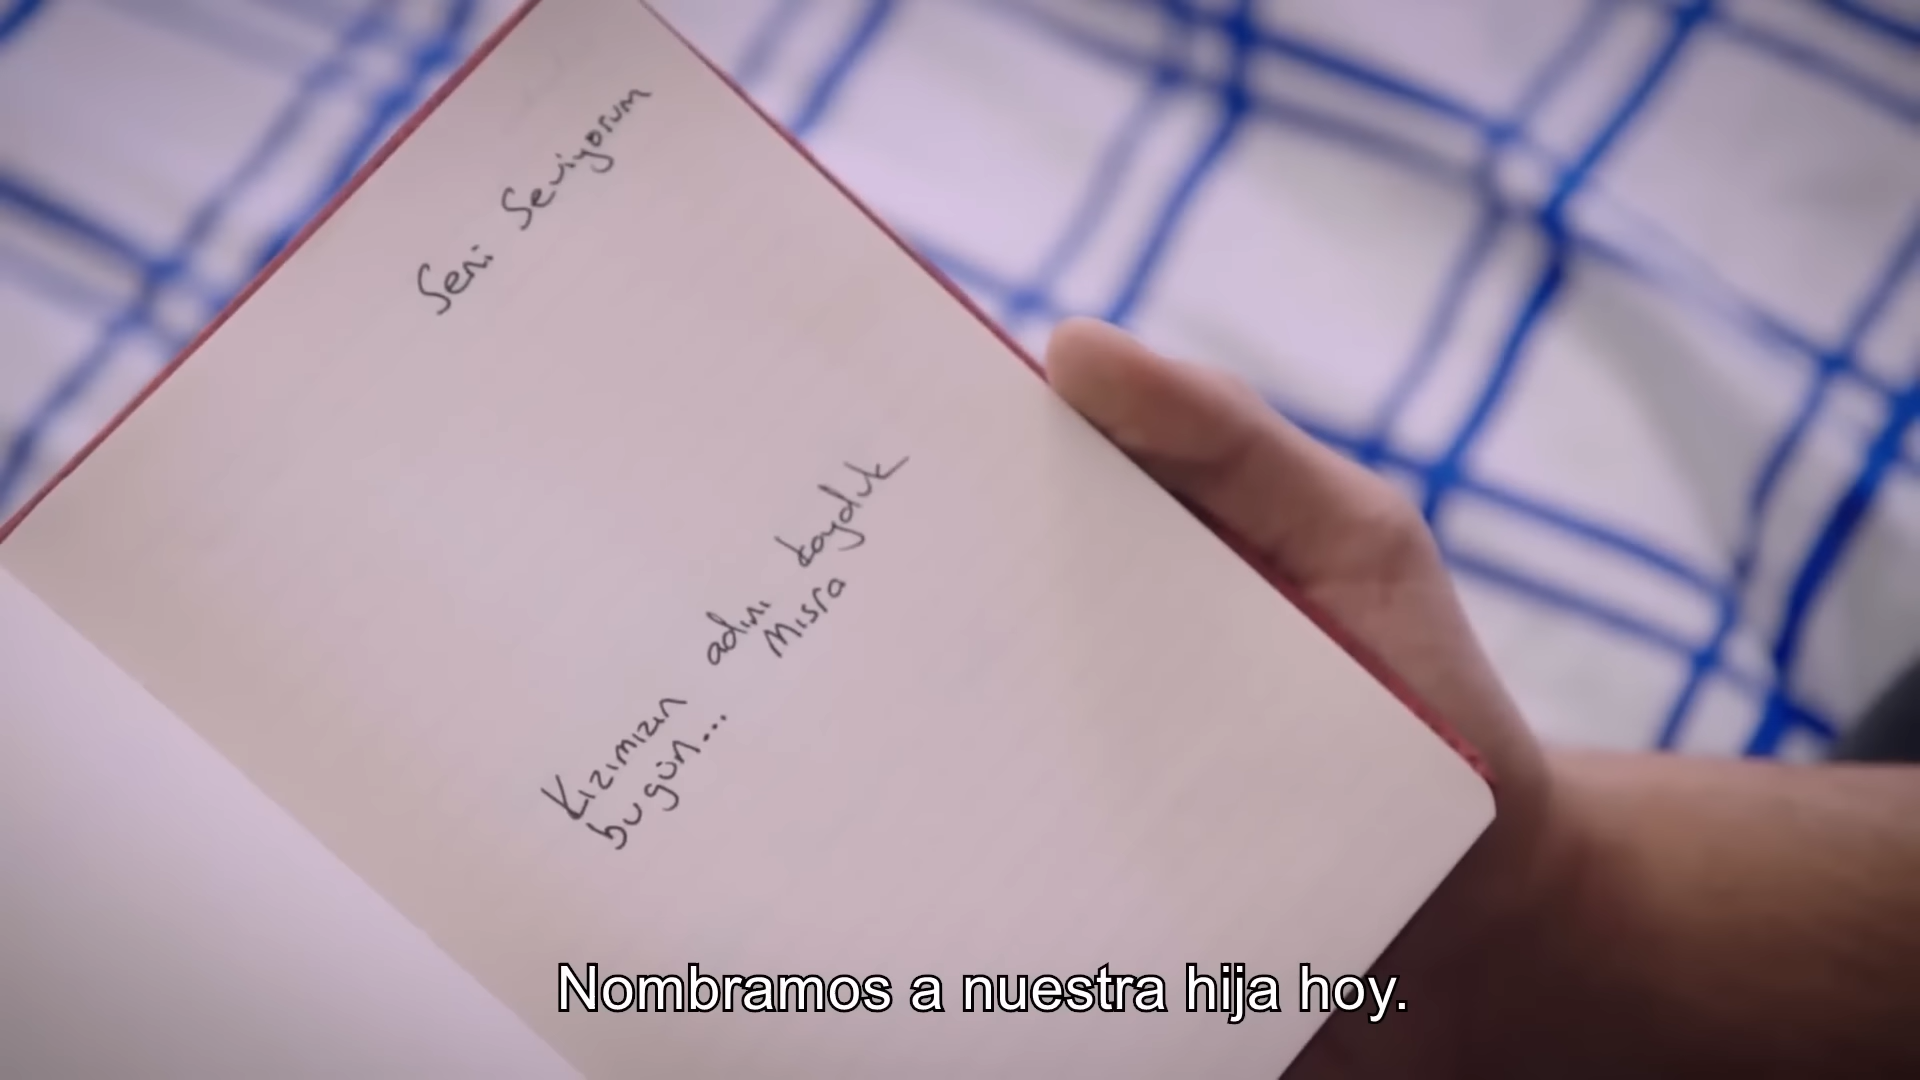 Seni Seviyorum
Kızımızın adını koyduk
bugün... Mısra
Nombramos a nuestra hija hoy.